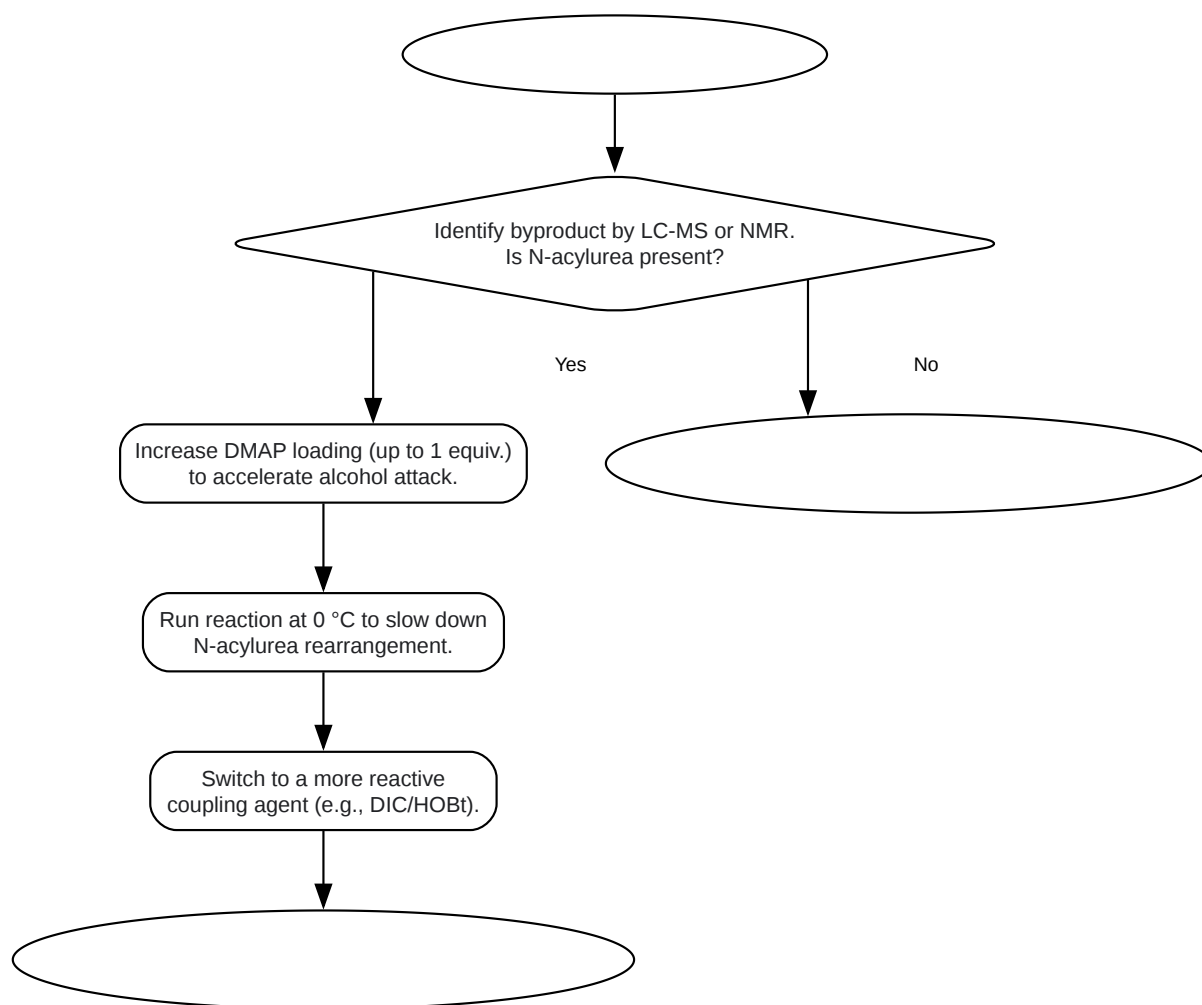 Identify byproduct by LC-MS or NMR.
Is N-acylurea present?
Yes
No
Increase DMAP loading (up to 1 equiv.)
to accelerate alcohol attack.
Run reaction at 0 °C to slow down
N-acylurea rearrangement.
Switch to a more reactive
coupling agent (e.g., DIC/HOBt).